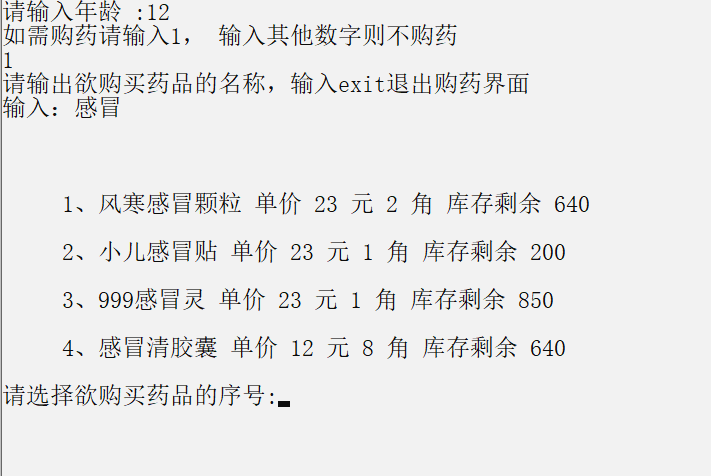 请输入年龄 :12
如需购药请输入1， 输入其他数字则不购药
1
请输出欲购买药品的名称，输入exit退出购药界面
输入：感冒
1、风寒感冒颗粒 单价 23 元 2 角 库存剩余 640
2、小儿感冒贴 单价 23 元 1 角 库存剩余 200
3、999感冒灵 单价 23 元 1 角 库存剩余 850
4、感冒清胶囊 单价 12 元 8 角 库存剩余 640
请选择欲购买药品的序号: